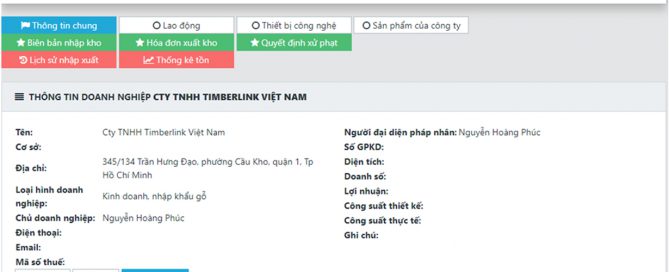 Thông tin chung Lao động Thiết bị công nghệ Sản phẩm của công ty
Biên bản nhập kho Hóa đơn xuất kho Quyết định xử phạt
Lịch sử nhập xuất Thống kê tồn
THÔNG TIN DOANH NGHIỆP CTY TNHH TIMBERLINK VIỆT NAM
Tên: Cty TNHH Timberlink Việt Nam
Cơ sở:
Địa chỉ: 345/134 Trần Hưng Đạo, phường Cầu Kho, quận 1, Tp
Hồ Chí Minh
Loại hình doanh
nghiệp: Kinh doanh, nhập khẩu gỗ
Chủ doanh nghiệp: Nguyễn Hoàng Phúc
Điện thoại:
Email:
Mã số thuế:
Người đại diện pháp nhân: Nguyễn Hoàng Phúc
Số GPKD:
Diện tích:
Doanh số:
Lợi nhuận:
Công suất thiết kế:
Công suất thực tế:
Ghi chú: